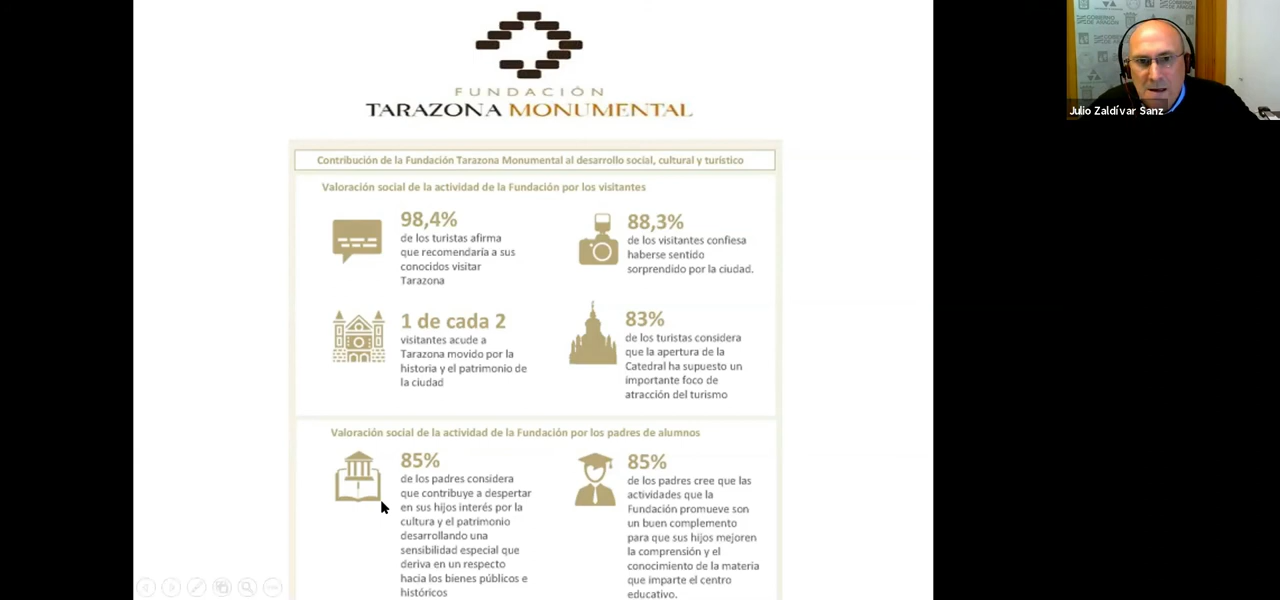 FUNDACIÓN
TARAZONA MONUMENTAL
Contribución de la Fundación Tarazona Monumental al desarrollo social, cultural y turístico
Valoración social de la actividad de la Fundación por los visitantes
98,4%
de los turistas afirma
que recomendaría a sus
conocidos visitar
Tarazona
88,3%
de los visitantes confiesa
haberse sentido
sorprendido por la ciudad.
1 de cada 2
visitantes acude a
Tarazona movido por la
historia y el patrimonio de
la ciudad
83%
de los turistas considera
que la apertura de la
Catedral ha supuesto un
importante foco de
atracción del turismo
Valoración social de la actividad de la Fundación por los padres de alumnos
85%
de los padres considera
que contribuye a despertar
en sus hijos interés por la
cultura y el patrimonio
desarrollando una
sensibilidad especial que
deriva en un respecto
hacia los bienes públicos e
históricos
85%
de los padres cree que las
actividades que la
Fundación promueve son
un buen complemento
para que sus hijos mejoren
la comprensión y el
conocimiento de la materia
que imparte el centro
educativo.
GOBIERNO
DE ARAGON
Julio Zaldívar Sanz